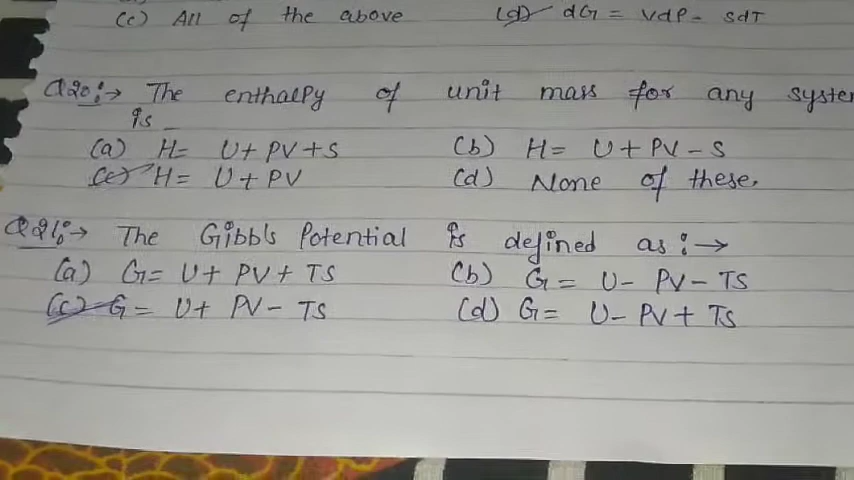 (c) All of the above (d) dG = VdP - SdT
Q20:→ The enthalpy of unit mass for any system
is _
(a) H= U+PV+S (b) H= U+PV-S
(c) H= U+PV (d) None of these.
Q21:→ The Gibb's Potential is defined as:→
(a) G= U+ PV+ TS (b) G= U- PV- TS
(c) G= U+ PV- TS (d) G= U- PV+ TS